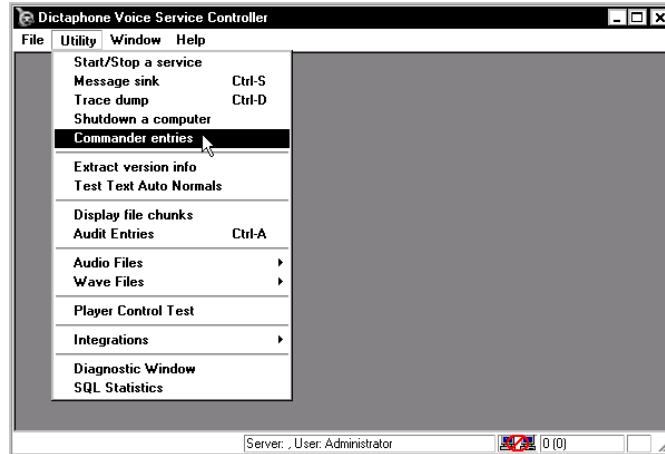 Dictaphone Voice Service Controller
File Utility Window Help
Start/Stop a service
Message sink Ctrl-S
Trace dump Ctrl-D
Shutdown a computer
Commander entries
Extract version info
Test Text Auto Normals
Display file chunks
Audit Entries Ctrl-A
Audio Files
Wave Files
Player Control Test
Integrations
Diagnostic Window
SQL Statistics
Server: , User: Administrator 0 (0)